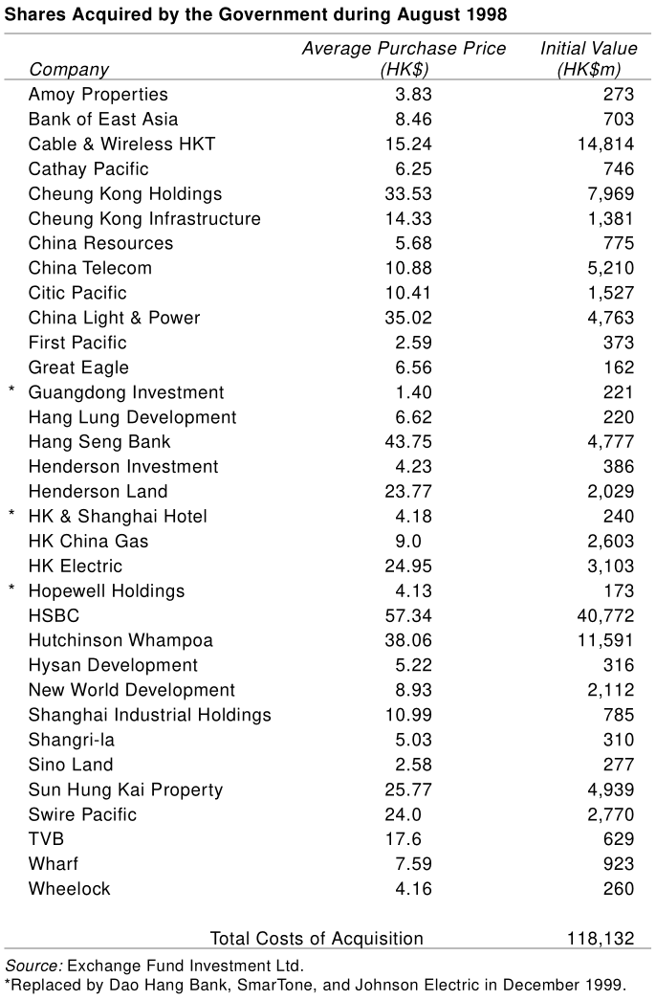 Shares Acquired by the Government during August 1998
Average Purchase Price Initial Value
Company (HK$) (HK$m)
Amoy Properties 3.83 273
Bank of East Asia 8.46 703
Cable & Wireless HKT 15.24 14,814
Cathay Pacific 6.25 746
Cheung Kong Holdings 33.53 7,969
Cheung Kong Infrastructure 14.33 1,381
China Resources 5.68 775
China Telecom 10.88 5,210
Citic Pacific 10.41 1,527
China Light & Power 35.02 4,763
First Pacific 2.59 373
Great Eagle 6.56 162
* Guangdong Investment 1.40 221
Hang Lung Development 6.62 220
Hang Seng Bank 43.75 4,777
Henderson Investment 4.23 386
Henderson Land 23.77 2,029
* HK & Shanghai Hotel 4.18 240
HK China Gas 9.0 2,603
HK Electric 24.95 3,103
* Hopewell Holdings 4.13 173
HSBC 57.34 40,772
Hutchinson Whampoa 38.06 11,591
Hysan Development 5.22 316
New World Development 8.93 2,112
Shanghai Industrial Holdings 10.99 785
Shangri-la 5.03 310
Sino Land 2.58 277
Sun Hung Kai Property 25.77 4,939
Swire Pacific 24.0 2,770
TVB 17.6 629
Wharf 7.59 923
Wheelock 4.16 260
Total Costs of Acquisition 118,132
Source: Exchange Fund Investment Ltd.
*Replaced by Dao Hang Bank, SmarTone, and Johnson Electric in December 1999.